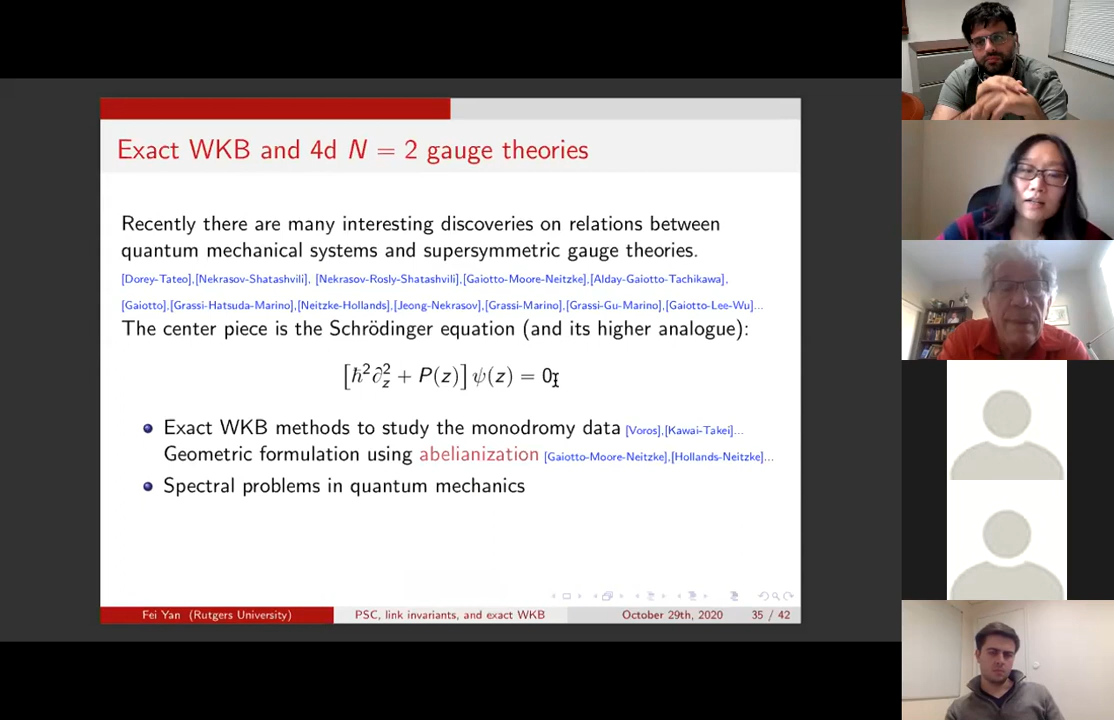 Exact WKB and 4d N = 2 gauge theories
Recently there are many interesting discoveries on relations between
quantum mechanical systems and supersymmetric gauge theories.
[Dorey-Tateo],[Nekrasov-Shatashvili], [Nekrasov-Rosly-Shatashvili],[Gaiotto-Moore-Neitzke],[Alday-Gaiotto-Tachikawa],
[Gaiotto],[Grassi-Hatsuda-Marino],[Neitzke-Hollands],[Jeong-Nekrasov],[Grassi-Marino],[Grassi-Gu-Marino],[Gaiotto-Lee-Wu]...
The center piece is the Schrödinger equation (and its higher analogue):
[ℏ²∂_z² + P(z)] ψ(z) = 0,
Exact WKB methods to study the monodromy data [Voros],[Kawai-Takei]...
Geometric formulation using abelianization [Gaiotto-Moore-Neitzke],[Hollands-Neitzke]...
Spectral problems in quantum mechanics
Fei Yan (Rutgers University) PSC, link invariants, and exact WKB October 29th, 2020 35 / 42